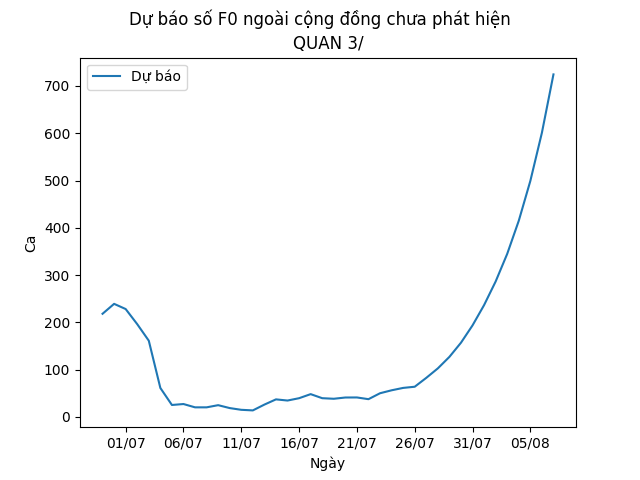 Dự báo số F0 ngoài cộng đồng chưa phát hiện
QUAN 3/
Dự báo
700
600
500
400
300
200
100
0
Ca
01/07 06/07 11/07 16/07 21/07 26/07 31/07 05/08
Ngày